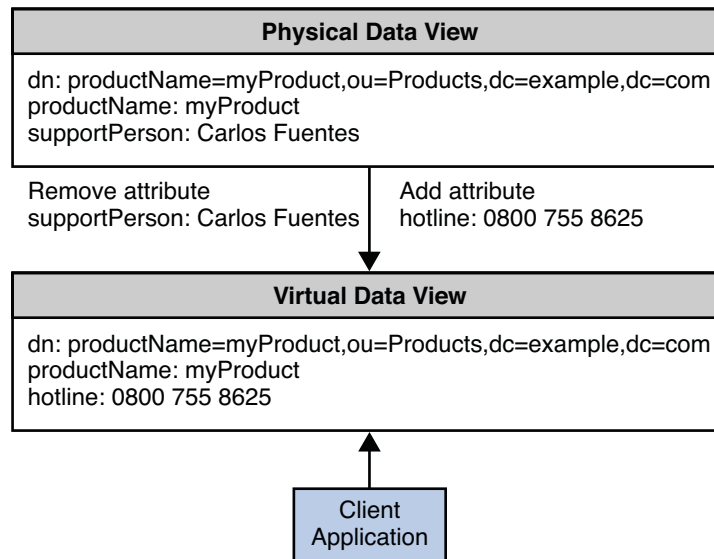 Physical Data View
dn: productName=myProduct,ou=Products,dc=example,dc=com
productName: myProduct
supportPerson: Carlos Fuentes
Remove attribute
supportPerson: Carlos Fuentes
Add attribute
hotline: 0800 755 8625
Virtual Data View
dn: productName=myProduct,ou=Products,dc=example,dc=com
productName: myProduct
hotline: 0800 755 8625
Client
Application